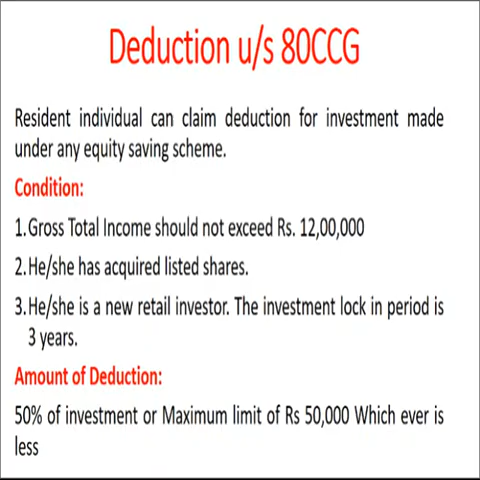 Deduction u/s 80CCG
Resident individual can claim deduction for investment made
under any equity saving scheme.
Condition:
1.Gross Total Income should not exceed Rs. 12,00,000
2.He/she has acquired listed shares.
3.He/she is a new retail investor. The investment lock in period is
3 years.
Amount of Deduction:
50% of investment or Maximum limit of Rs 50,000 Which ever is
less